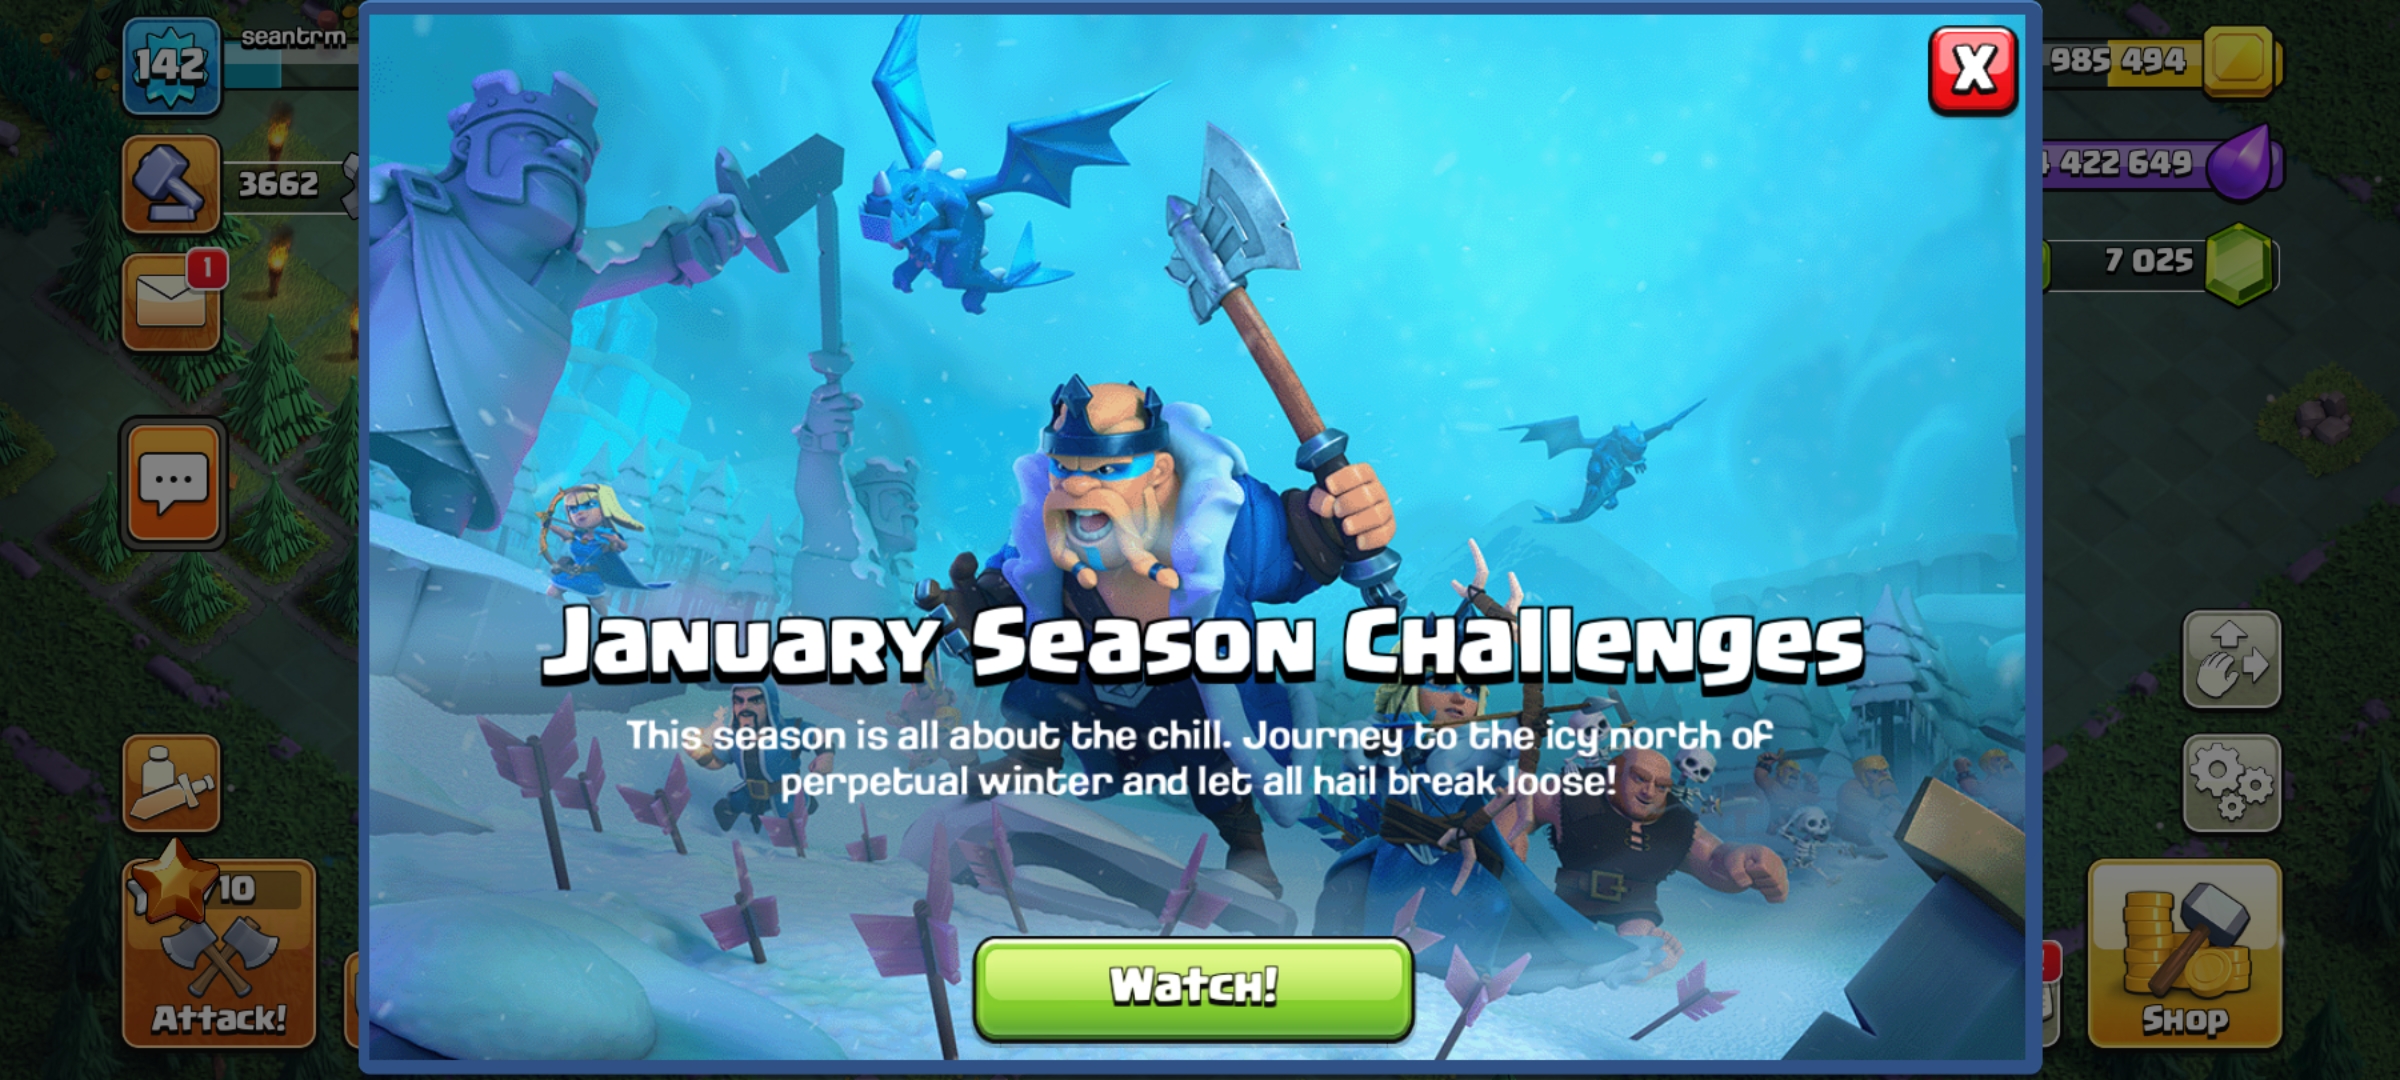 142
seantrm
985 494
3662
422 649
1
7 025
January Season Challenges
This season is all about the chill. Journey to the icy north of
perpetual winter and let all hail break loose!
10
Watch!
Attack!
Shop
X